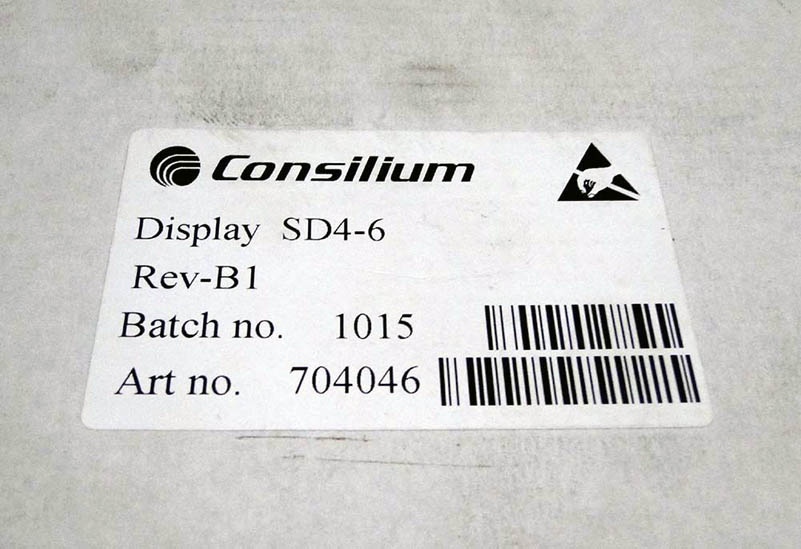 Consilium
Display SD4-6
Rev-B1
Batch no. 1015
Art no. 704046